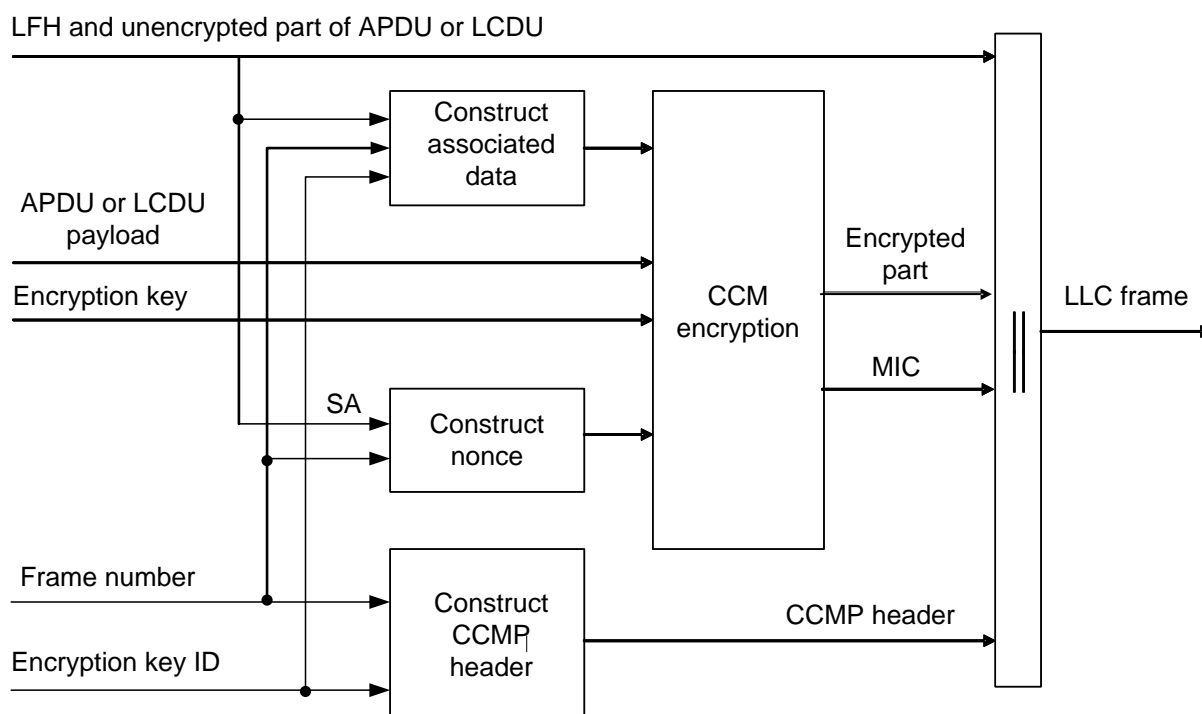 LFH and unencrypted part of APDU or LCDU
Construct
associated
data
APDU or LCDU
payload
Encryption key
CCM
encryption
Encrypted
part
MIC
LLC frame
||
SA
Construct
nonce
Frame number
Encryption key ID
Construct
CCMP
header
CCMP header